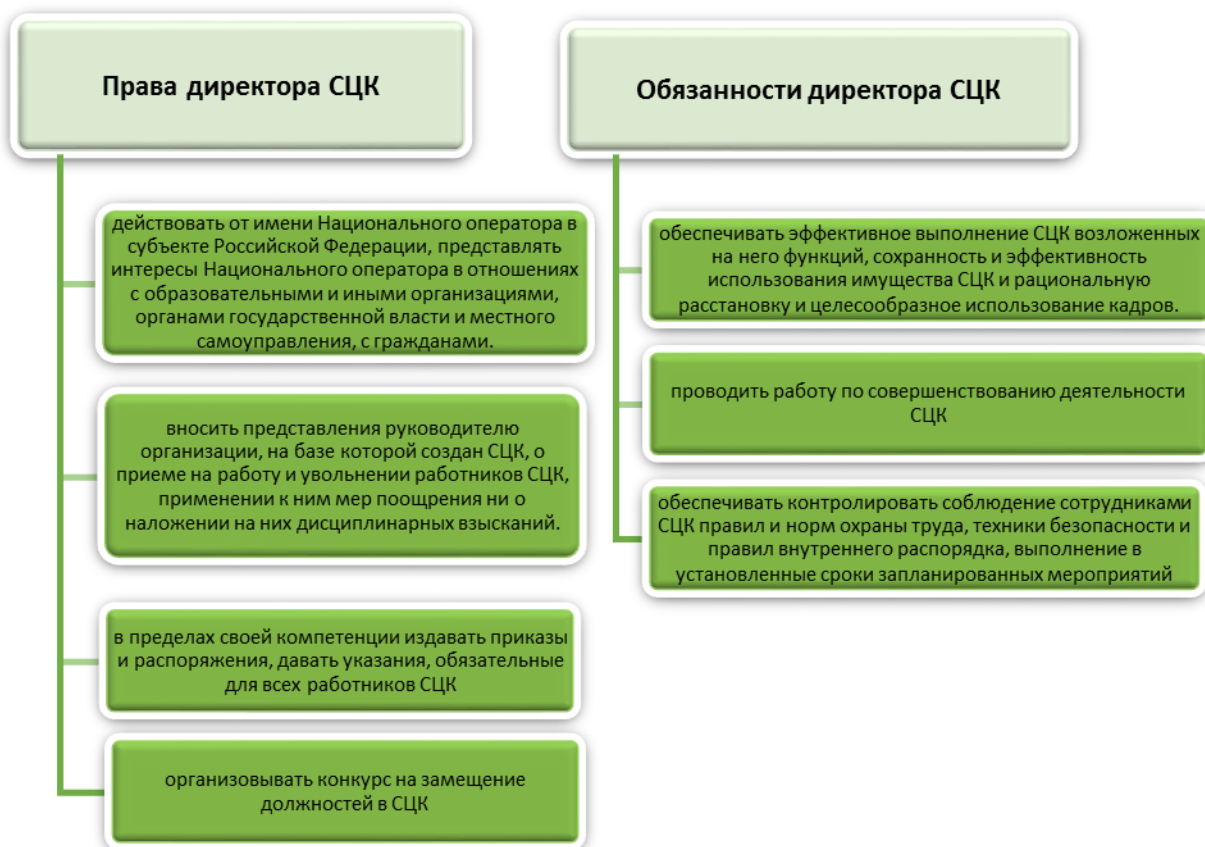 Права директора СЦК
действовать от имени Национального оператора в
субъекте Российской Федерации, представлять
интересы Национального оператора в отношениях
с образовательными и иными организациями,
органами государственной власти и местного
самоуправления, с гражданами.
вносить представления руководителю
организации, на базе которой создан СЦК, о
приеме на работу и увольнении работников СЦК,
применении к ним мер поощрения ни о
наложении на них дисциплинарных взысканий.
в пределах своей компетенции издавать приказы
и распоряжения, давать указания, обязательные
для всех работников СЦК
организовывать конкурс на замещение
должностей в СЦК
Обязанности директора СЦК
обеспечивать эффективное выполнение СЦК возложенных
на него функций, сохранность и эффективность
использования имущества СЦК и рациональную
расстановку и целесообразное использование кадров.
проводить работу по совершенствованию деятельности
СЦК
обеспечивать контролировать соблюдение сотрудниками
СЦК правил и норм охраны труда, техники безопасности и
правил внутреннего распорядка, выполнение в
установленные сроки запланированных мероприятий